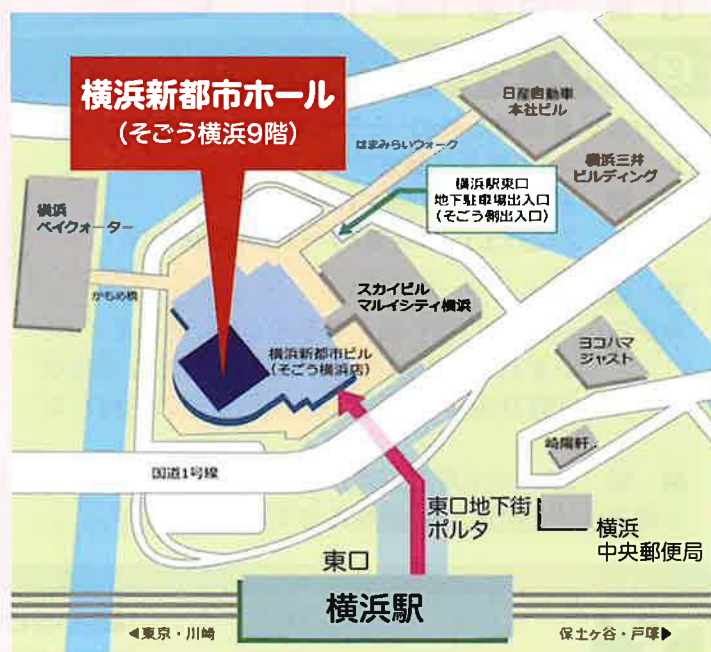 横浜新都市ホール
(そごう横浜9階)
日産自動車
本社ビル
はまみらいウォーク
横浜三井
ビルディング
横浜駅東口
地下駐車場出入口
(そごう側出入口)
横浜
ベイクォーター
かもめ橋
スカイビル
マルイシティ横浜
横浜新都市ビル
(そごう横浜店)
ヨコハマ
ジャスト
崎陽軒
国道1号線
東口地下街
ポルタ
横浜
中央郵便局
東口
横浜駅
◀東京・川崎
保土ヶ谷・戸塚▶